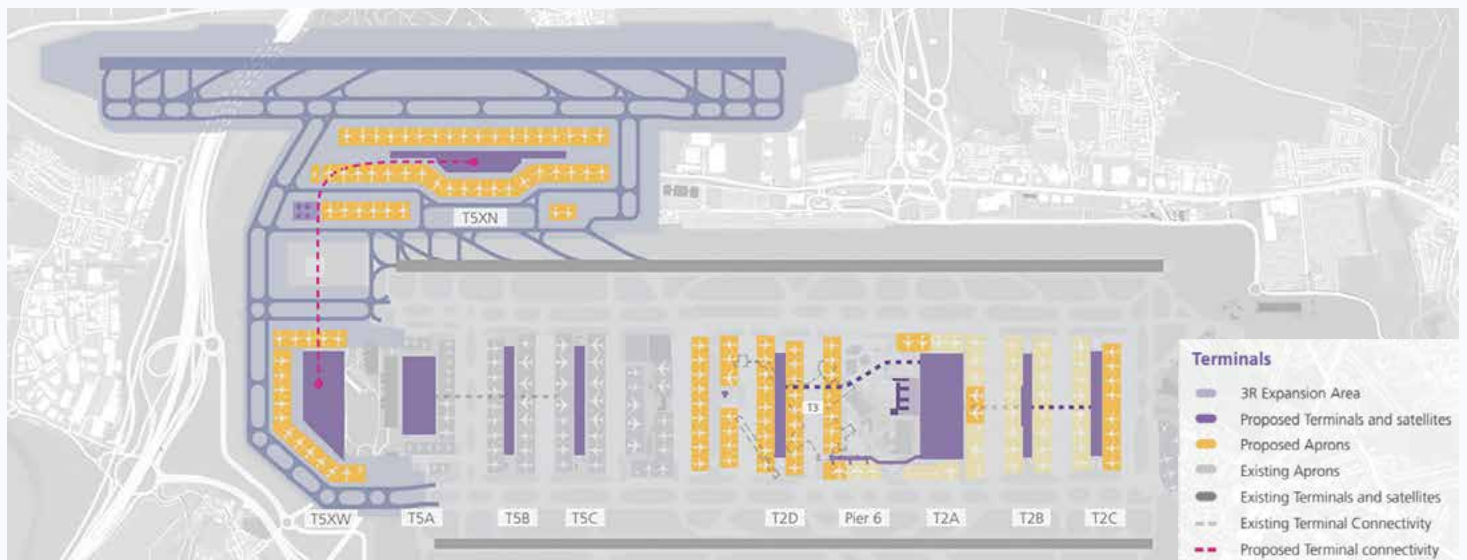 T5XN
T3
T5XW
T5A
T5B
T5C
T2D
Pier 6
T2A
T2B
T2C
Terminals
3R Expansion Area
Proposed Terminals and satellites
Proposed Aprons
Existing Aprons
Existing Terminals and satellites
Existing Terminal Connectivity
Proposed Terminal connectivity